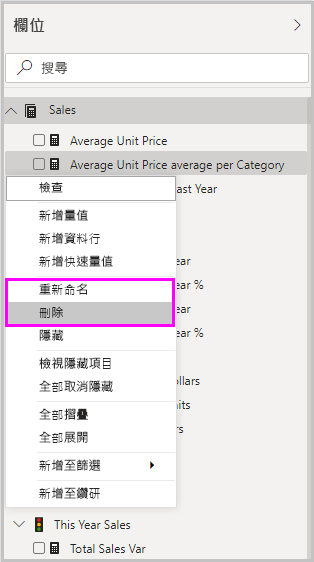 欄位
搜尋
Sales
Average Unit Price
Average Unit Price average per Category
檢查
ast Year
新增量值
新增資料行
新增快速量值
ear
重新命名
ear %
刪除
ear
隱藏
ear %
檢視隱藏項目
全部取消隱藏
ollars
全部摺疊
its
全部展開
rs
新增至篩選
新增至鑽研
This Year Sales
Total Sales Var